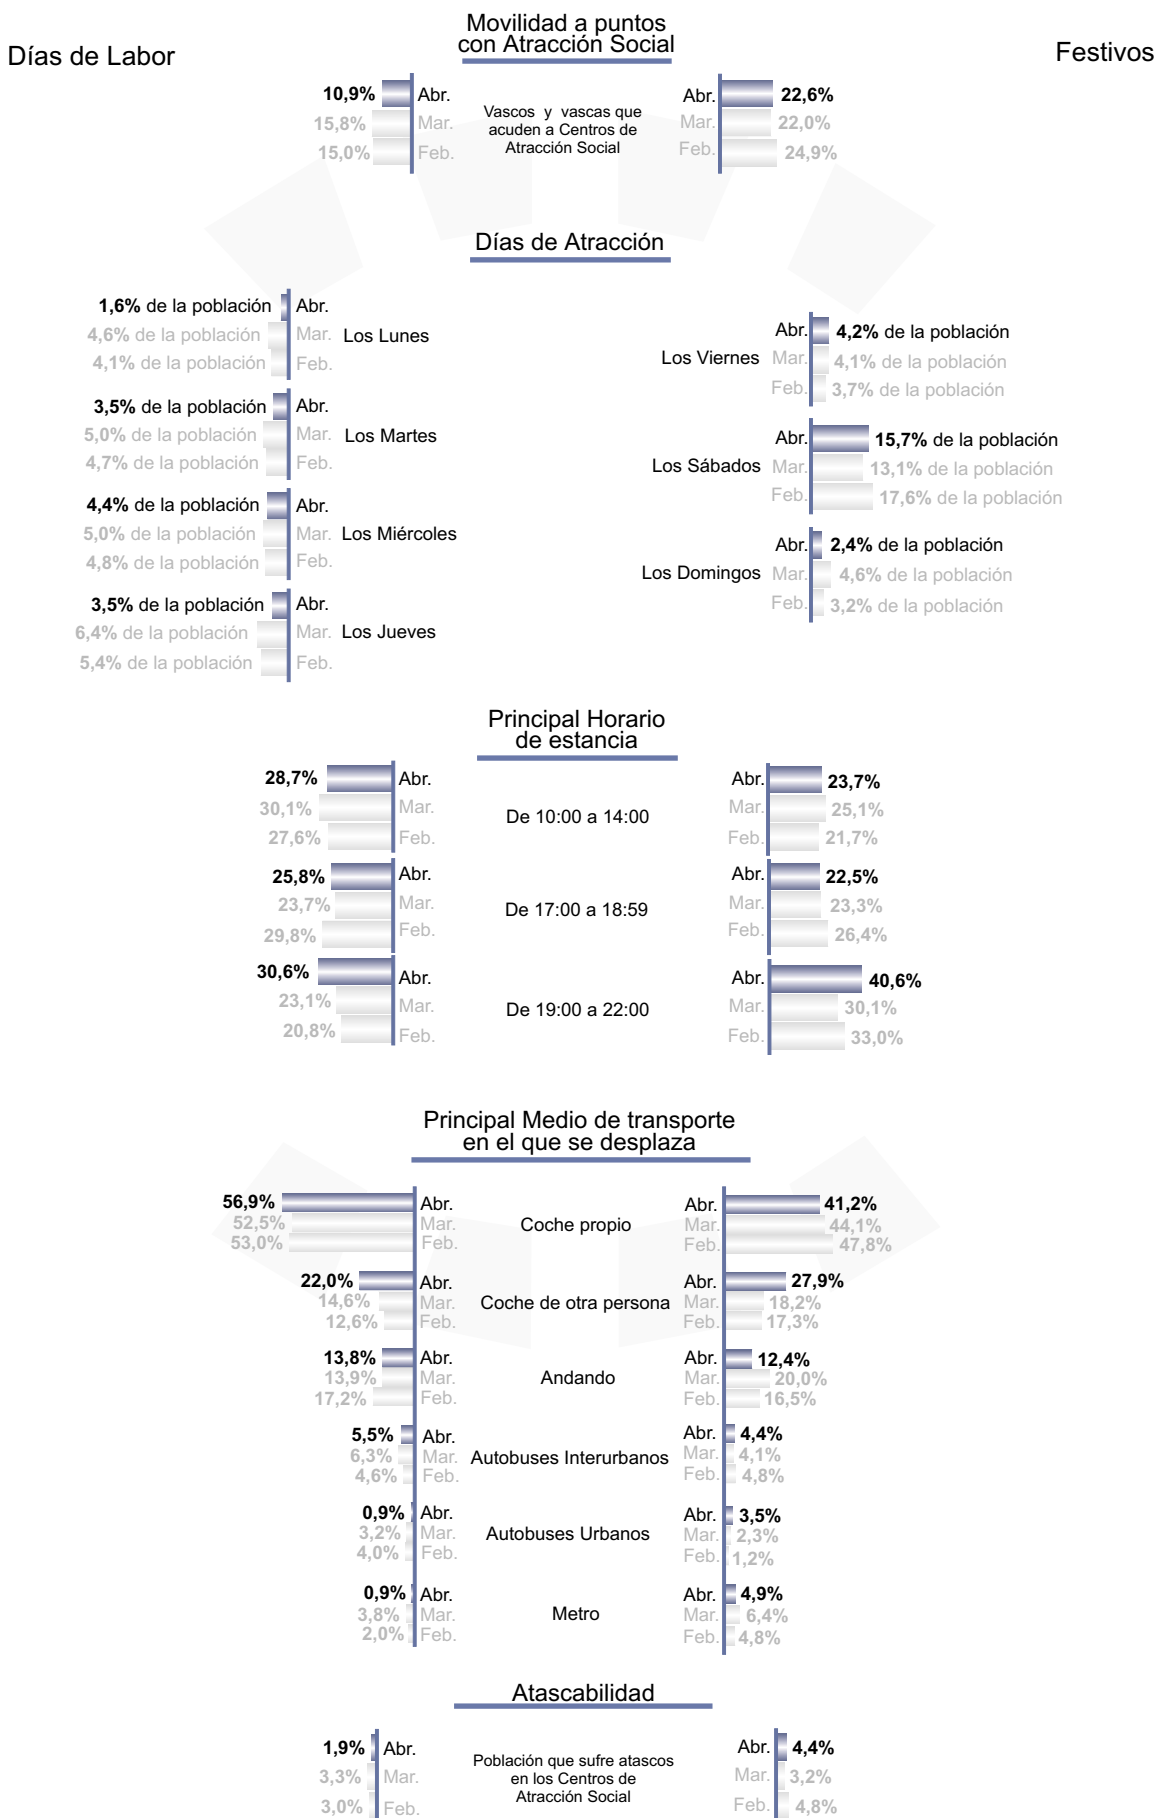 Movilidad a puntos
con Atracción Social
Días de Labor
Festivos
10,9% Abr.
15,8% Mar.
15,0% Feb.
Vascos y vascas que
acuden a Centros de
Atracción Social
Abr. 22,6%
Mar. 22,0%
Feb. 24,9%
Días de Atracción
1,6% de la población Abr.
4,6% de la población Mar. Los Lunes
4,1% de la población Feb.
3,5% de la población Abr.
5,0% de la población Mar. Los Martes
4,7% de la población Feb.
4,4% de la población Abr.
5,0% de la población Mar. Los Miércoles
4,8% de la población Feb.
3,5% de la población Abr.
6,4% de la población Mar. Los Jueves
5,4% de la población Feb.
Abr. 4,2% de la población
Los Viernes Mar. 4,1% de la población
Feb. 3,7% de la población
Abr. 15,7% de la población
Los Sábados Mar. 13,1% de la población
Feb. 17,6% de la población
Abr. 2,4% de la población
Los Domingos Mar. 4,6% de la población
Feb. 3,2% de la población
Principal Horario
de estancia
28,7% Abr.
30,1% Mar.
27,6% Feb.
De 10:00 a 14:00
Abr. 23,7%
Mar. 25,1%
Feb. 21,7%
25,8% Abr.
23,7% Mar.
29,8% Feb.
De 17:00 a 18:59
Abr. 22,5%
Mar. 23,3%
Feb. 26,4%
30,6% Abr.
23,1% Mar.
20,8% Feb.
De 19:00 a 22:00
Abr. 40,6%
Mar. 30,1%
Feb. 33,0%
Principal Medio de transporte
en el que se desplaza
56,9% Abr.
52,5% Mar.
53,0% Feb.
Coche propio
Abr. 41,2%
Mar. 44,1%
Feb. 47,8%
22,0% Abr.
14,6% Mar.
12,6% Feb.
Coche de otra persona
Abr. 27,9%
Mar. 18,2%
Feb. 17,3%
13,8% Abr.
13,9% Mar.
17,2% Feb.
Andando
Abr. 12,4%
Mar. 20,0%
Feb. 16,5%
5,5% Abr.
6,3% Mar.
4,6% Feb.
Autobuses Interurbanos
Abr. 4,4%
Mar. 4,1%
Feb. 4,8%
0,9% Abr.
3,2% Mar.
4,0% Feb.
Autobuses Urbanos
Abr. 3,5%
Mar. 2,3%
Feb. 1,2%
0,9% Abr.
3,8% Mar.
2,0% Feb.
Metro
Abr. 4,9%
Mar. 6,4%
Feb. 4,8%
Atascabilidad
1,9% Abr.
3,3% Mar.
3,0% Feb.
Población que sufre atascos
en los Centros de
Atracción Social
Abr. 4,4%
Mar. 3,2%
Feb. 4,8%